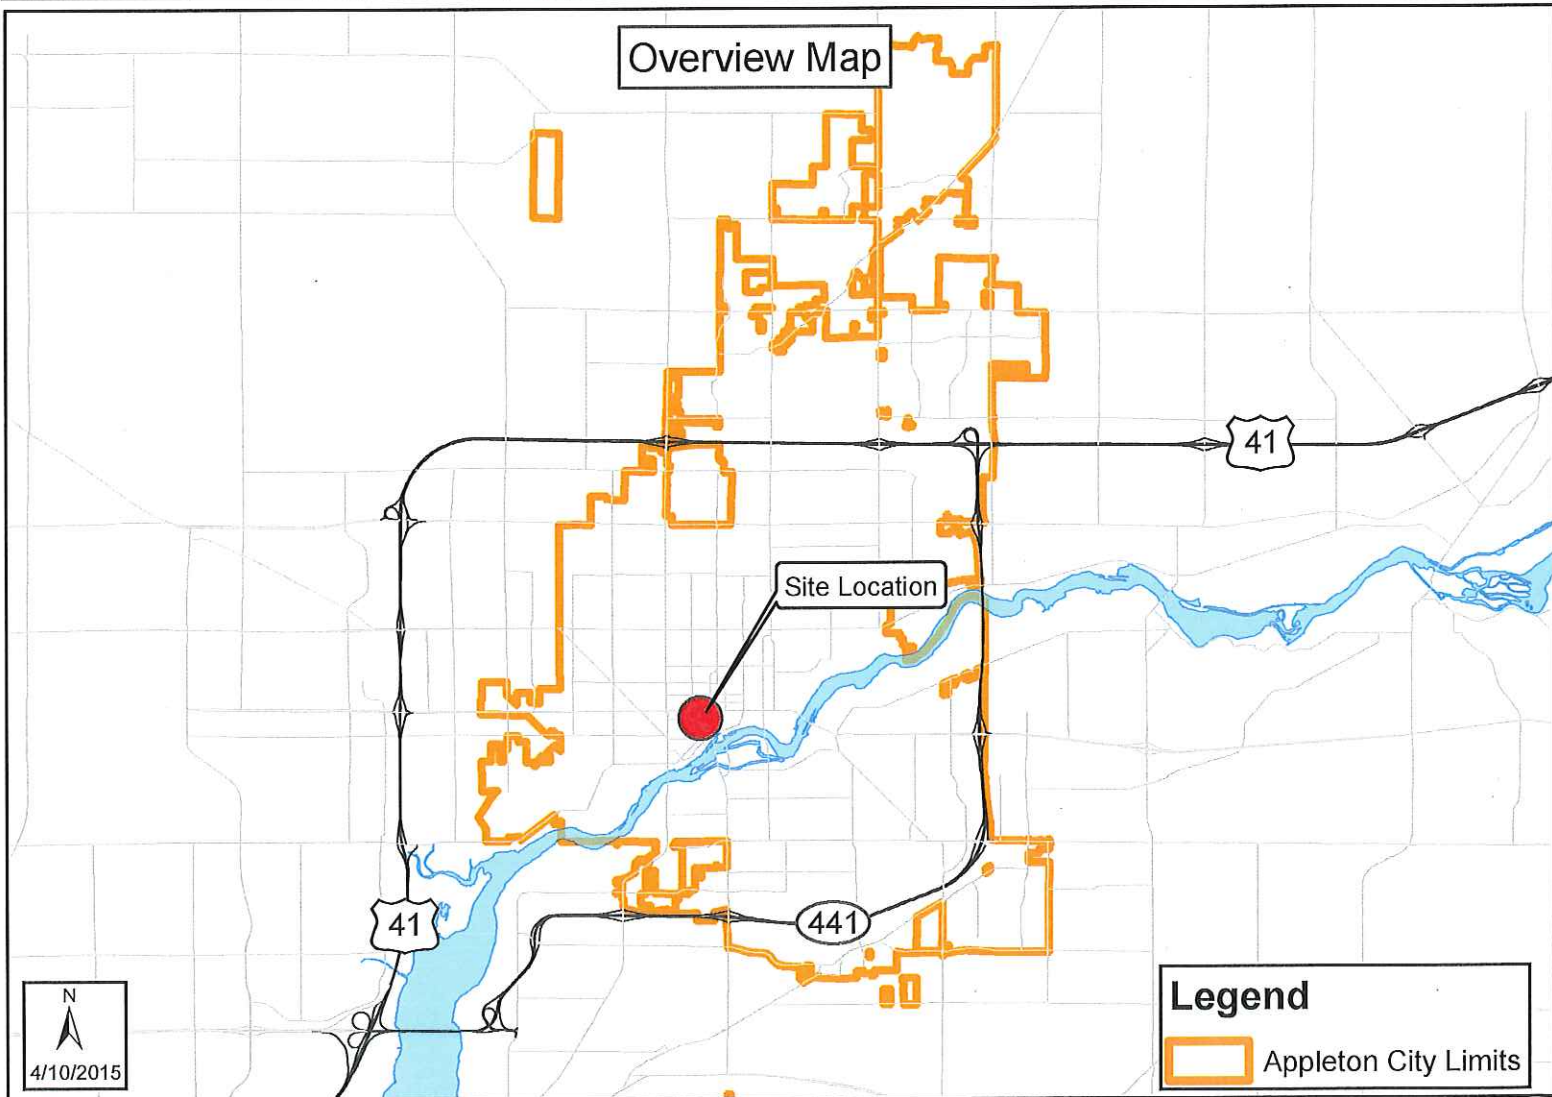 Overview Map
41
Site Location
41
441
N
4/10/2015
Legend
Appleton City Limits